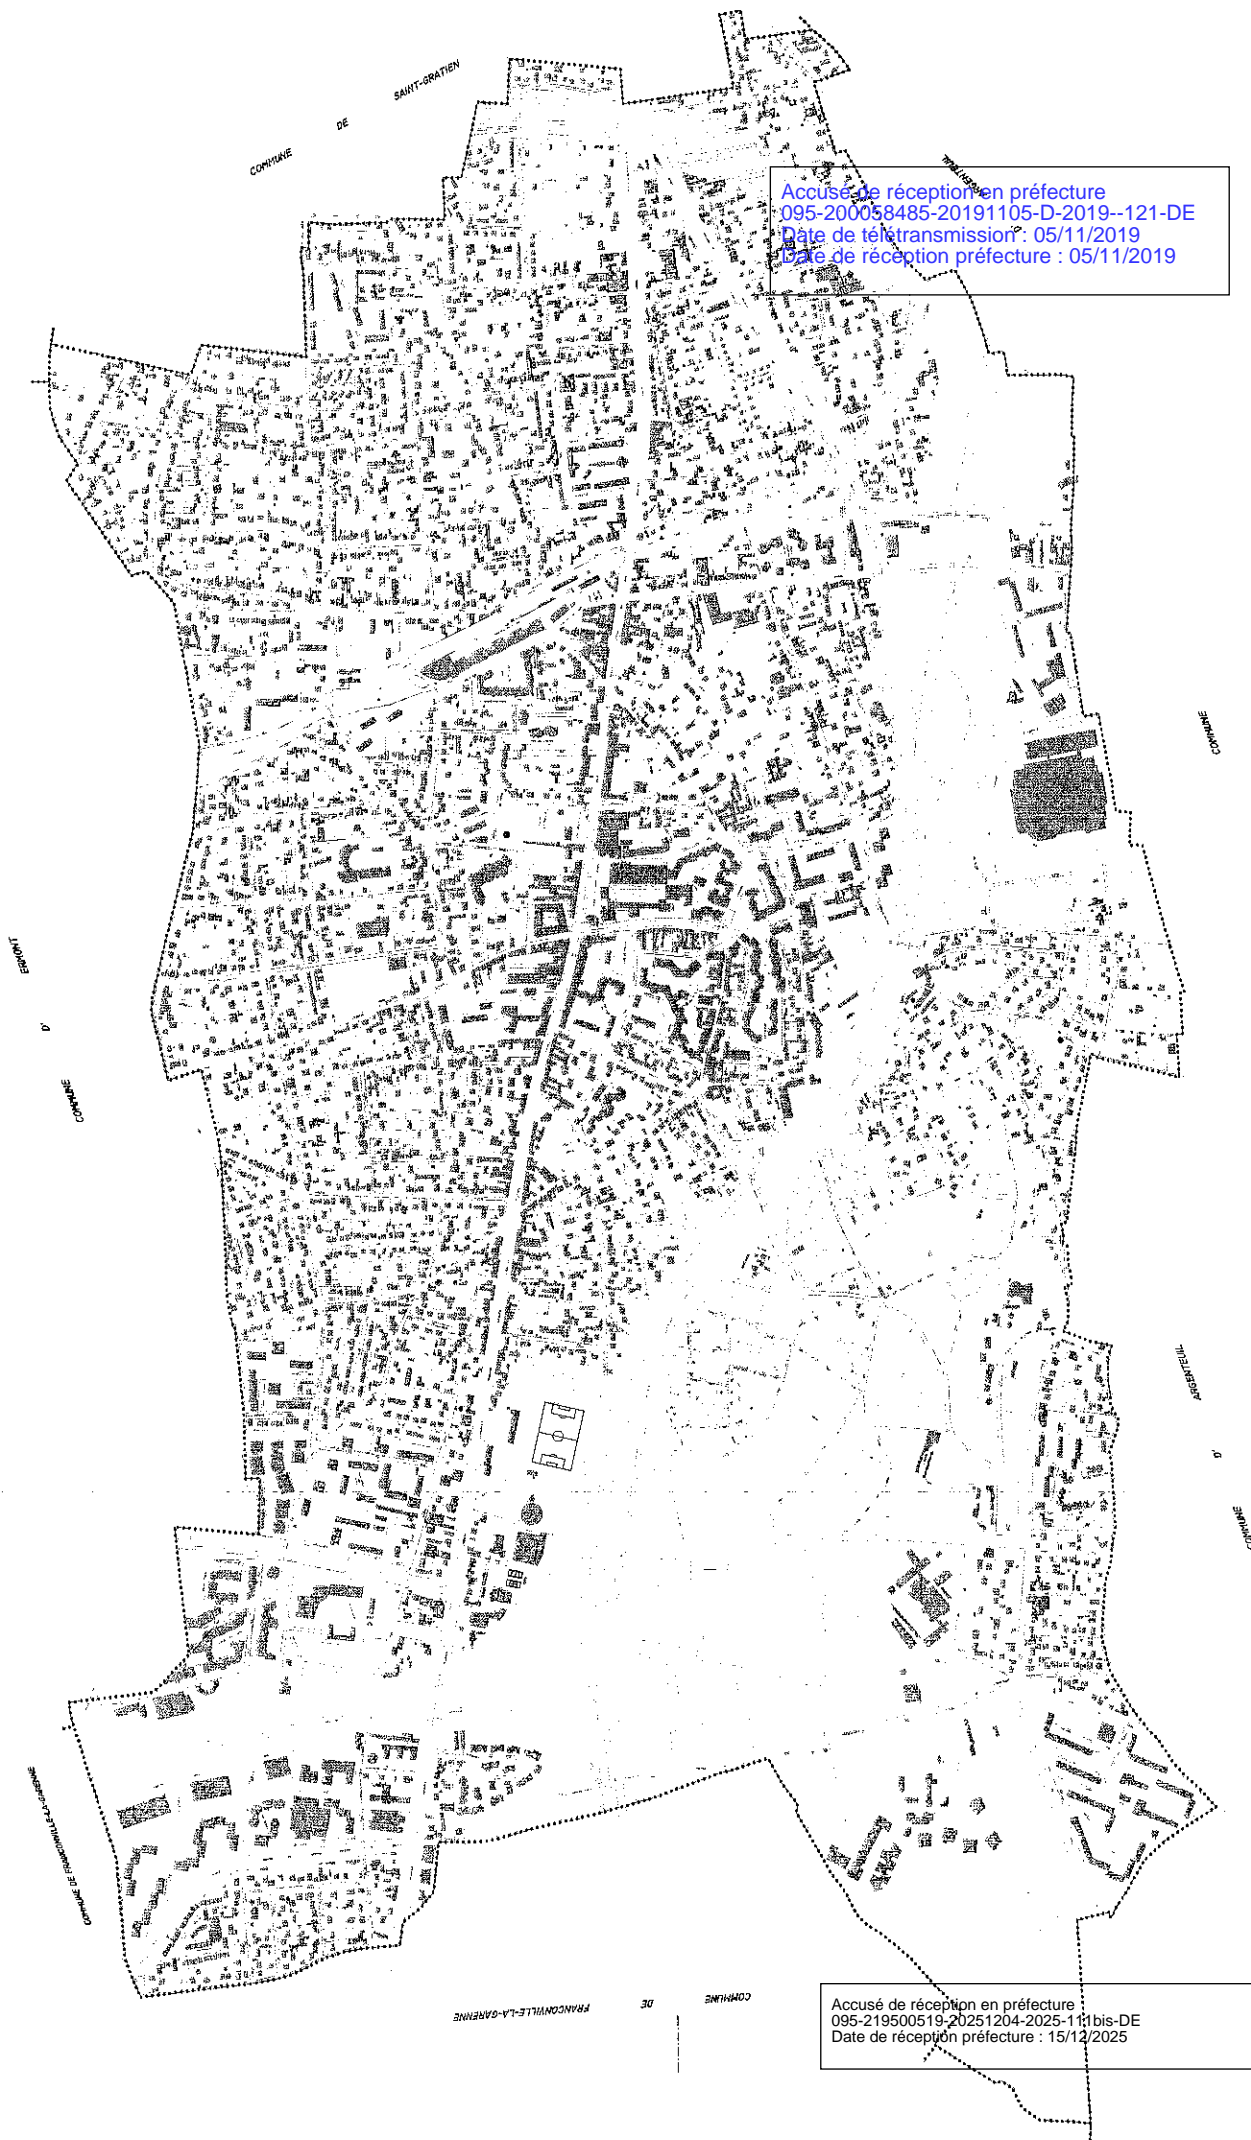 COMMUNE DE SAINT-GRATIEN
ARGENTEUIL
D'
Accusé de réception en préfecture
095-200058485-20191105-D-2019--121-DE
Date de télétransmission : 05/11/2019
Date de réception préfecture : 05/11/2019
COMMUNE
COMMUNE D' ERMONT
ARGENTEUIL
D'
COMMUNE
COMMUNE DE FRANCONVILLE-LA-GARENNE
COMMUNE DE FRANCONVILLE-LA-GARENNE
Accusé de réception en préfecture
095-219500519-20251204-2025-111bis-DE
Date de réception préfecture : 15/12/2025